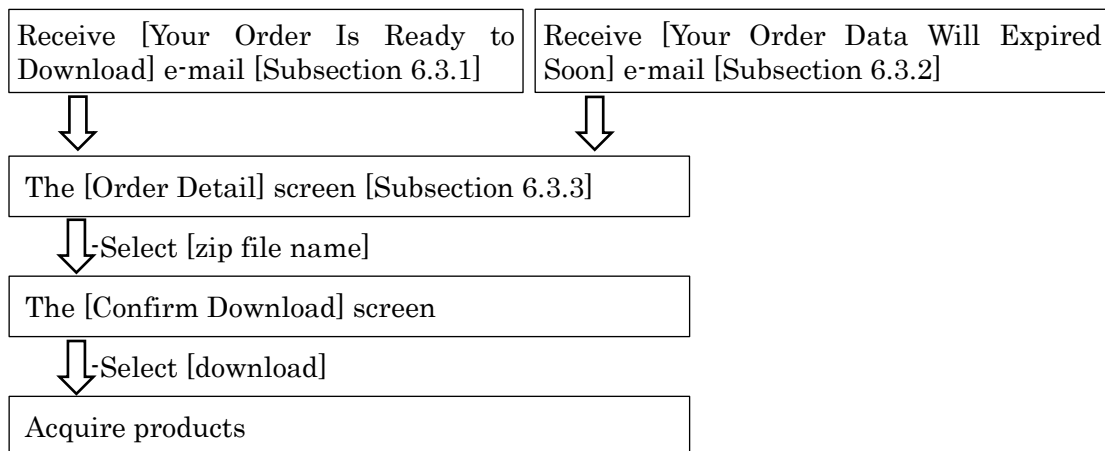 Receive [Your Order Is Ready to
Download] e-mail [Subsection 6.3.1]
Receive [Your Order Data Will Expired
Soon] e-mail [Subsection 6.3.2]
The [Order Detail] screen [Subsection 6.3.3]
-Select [zip file name]
The [Confirm Download] screen
-Select [download]
Acquire products